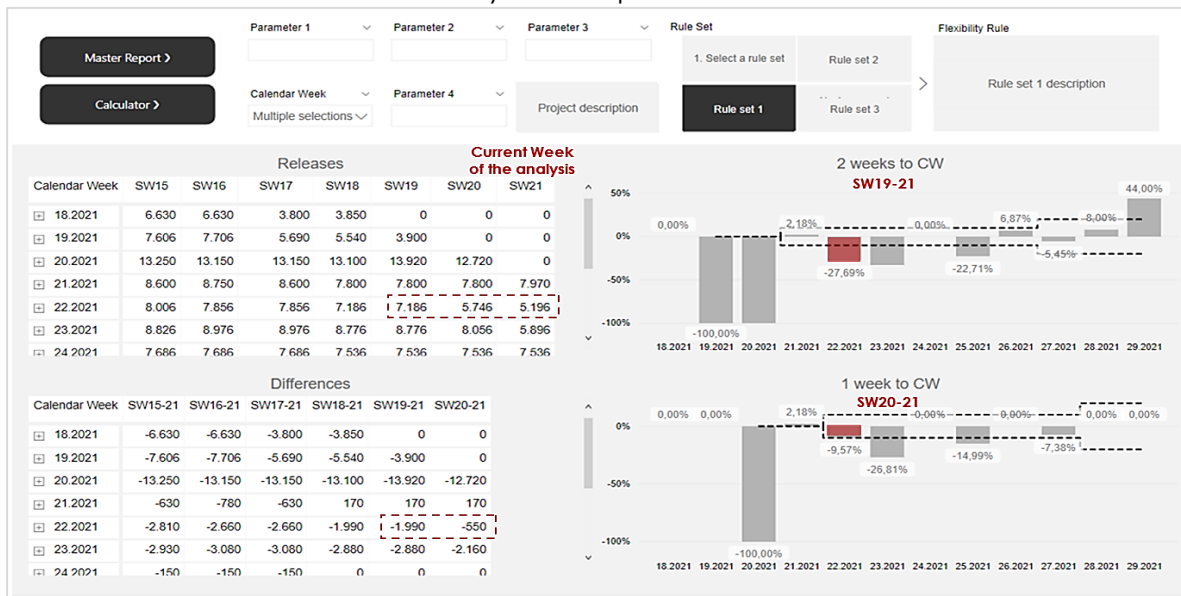 Parameter 1 Parameter 2 Parameter 3 Rule Set Flexibility Rule
Master Report ❯
1. Select a rule set Rule set 2
Rule set 1 description
Calculator ❯
Calendar Week Parameter 4
Multiple selections
Project description
Rule set 1 Rule set 3
Releases
Current Week
of the analysis
Calendar Week SW15 SW16 SW17 SW18 SW19 SW20 SW21
18.2021 6.630 6.630 3.800 3.850 0 0 0
19.2021 7.606 7.706 5.690 5.540 3.900 0 0
20.2021 13.250 13.150 13.150 13.100 13.920 12.720 0
21.2021 8.600 8.750 8.600 7.800 7.800 7.800 7.970
22.2021 8.006 7.856 7.856 7.186 7.186 5.746 5.196
23.2021 8.826 8.976 8.976 8.776 8.776 8.056 5.896
24.2021 7.686 7.686 7.686 7.536 7.536 7.536 7.536
2 weeks to CW
SW19-21
44,00%
50%
0,00% 2,18% 0,00% 6,87% 8,00%
0%
-5,45%
-27,69% -22,71%
-50%
-100%
-100,00%
18.2021 19.2021 20.2021 21.2021 22.2021 23.2021 24.2021 25.2021 26.2021 27.2021 28.2021 29.2021
Differences
Calendar Week SW15-21 SW16-21 SW17-21 SW18-21 SW19-21 SW20-21
18.2021 -6.630 -6.630 -3.800 -3.850 0 0
19.2021 -7.606 -7.706 -5.690 -5.540 -3.900 0
20.2021 -13.250 -13.150 -13.150 -13.100 -13.920 -12.720
21.2021 -630 -780 -630 170 170 170
22.2021 -2.810 -2.660 -2.660 -1.990 -1.990 -550
23.2021 -2.930 -3.080 -3.080 -2.880 -2.880 -2.160
24.2021 -150 -150 -150 0 0 0
1 week to CW
SW20-21
0,00% 0,00% 2,18% 0,00% 0,00% 0,00% 0,00%
0%
-9,57% -7,38%
-26,81% -14,99%
-50%
-100%
-100,00%
18.2021 19.2021 20.2021 21.2021 22.2021 23.2021 24.2021 25.2021 26.2021 27.2021 28.2021 29.2021